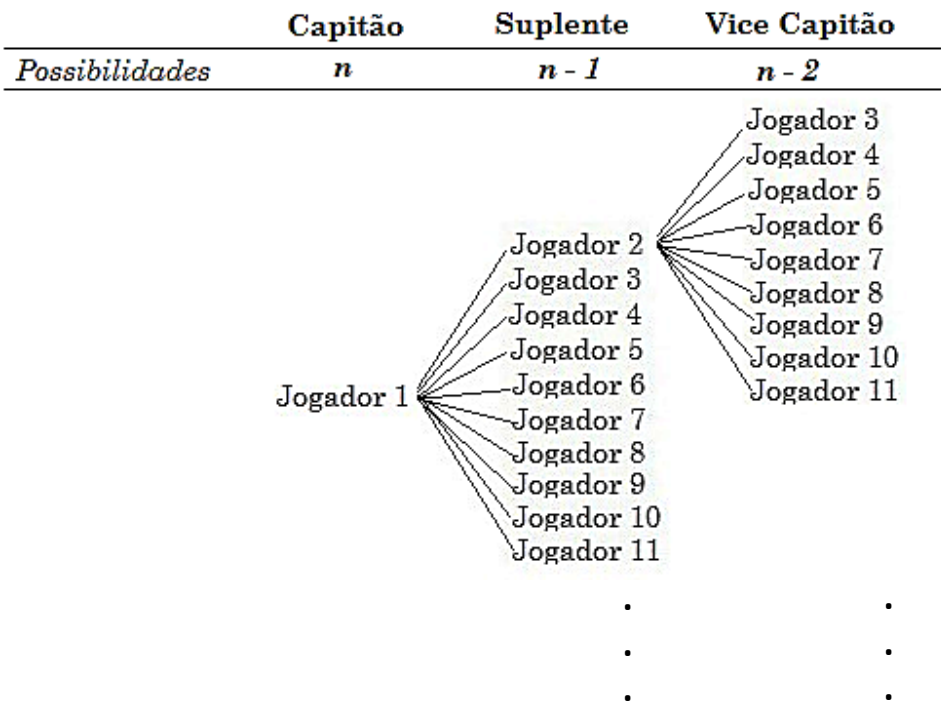 Capitão Suplente Vice Capitão
Possibilidades n n - 1 n - 2
Jogador 3
Jogador 4
Jogador 5
Jogador 6
Jogador 7
Jogador 8
Jogador 9
Jogador 10
Jogador 11
Jogador 2
Jogador 3
Jogador 4
Jogador 5
Jogador 6
Jogador 7
Jogador 8
Jogador 9
Jogador 10
Jogador 11
Jogador 1